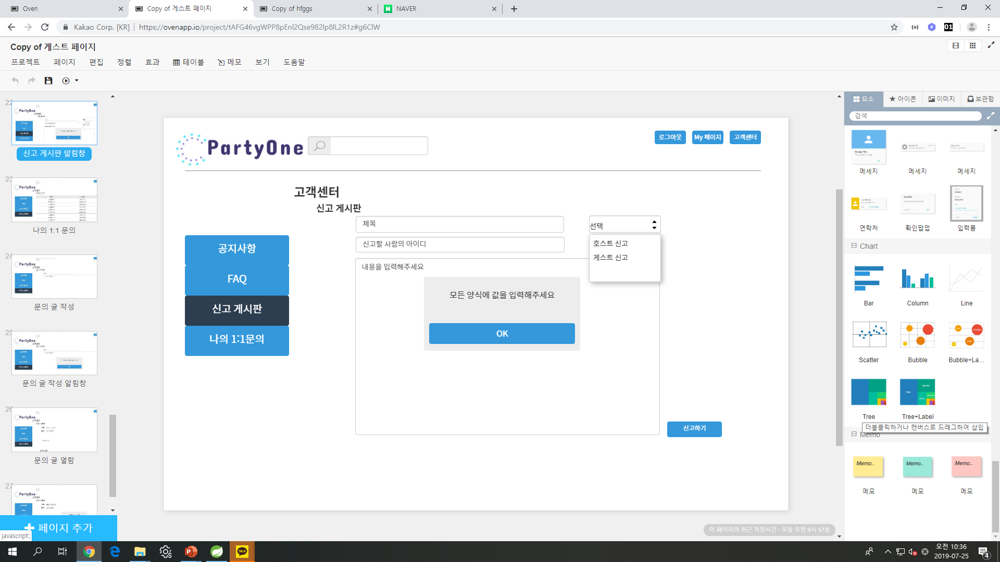 Oven
Copy of 게스트 페이지
Copy of hfggs
NAVER
Kakao Corp. [KR]
https://ovenapp.io/project/tAFG46vgWPP8pEnl2Qse982lp8lL2R1z#g6ClW
01
Copy of 게스트 페이지
프로젝트 페이지 편집 정렬 효과 테이블 메모 보기 도움말
22
신고 게시판 알림창
23
나의 1:1 문의
24
문의 글 작성
25
문의 글 작성 알림창
26
문의 글 열람
27
페이지 추가
javascript:;
PartyOne
로그아웃 My 페이지 고객센터
고객센터
신고 게시판
제목
선택
신고할 사람의 아이디
호스트 신고
게스트 신고
내용을 입력해주세요
모든 양식에 값을 입력해주세요
OK
공지사항
FAQ
신고 게시판
나의 1:1문의
신고하기
이 페이지의 최근 저장시간 : 오늘 오전 9시 57분
요소 아이콘 이미지 보관함
검색
메세지 메세지 메세지
연락처 확인팝업 입력폼
Chart
Bar Column Line
Scatter Bubble Bubble+La...
Tree Tree+Label
더블클릭하거나 캔버스로 드래그하여 삽입
Memo
Memo.. Memo.. Memo..
메모 메모 메모
TALK
오전 10:36
2019-07-25
4